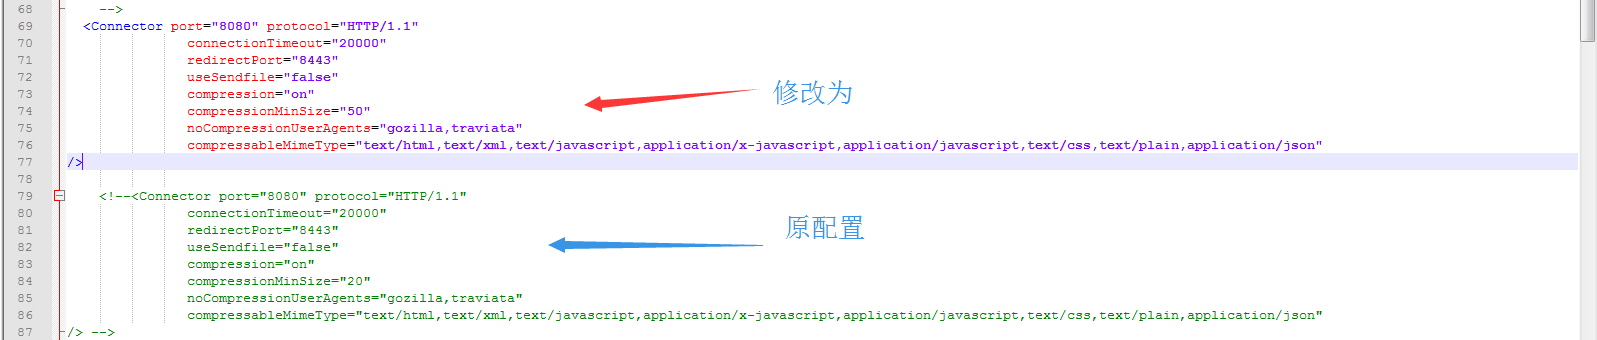 68 -->
69 <Connector port="8080" protocol="HTTP/1.1"
70 connectionTimeout="20000"
71 redirectPort="8443"
72 useSendfile="false"
73 compression="on"
修改为
74 compressionMinSize="50"
75 noCompressionUserAgents="gozilla,traviata"
76 compressableMimeType="text/html,text/xml,text/javascript,application/x-javascript,application/javascript,text/css,text/plain,application/json"
77 />
78
79 <!--<Connector port="8080" protocol="HTTP/1.1"
80 connectionTimeout="20000"
81 redirectPort="8443"
原配置
82 useSendfile="false"
83 compression="on"
84 compressionMinSize="20"
85 noCompressionUserAgents="gozilla,traviata"
86 compressableMimeType="text/html,text/xml,text/javascript,application/x-javascript,application/javascript,text/css,text/plain,application/json"
87 /> -->